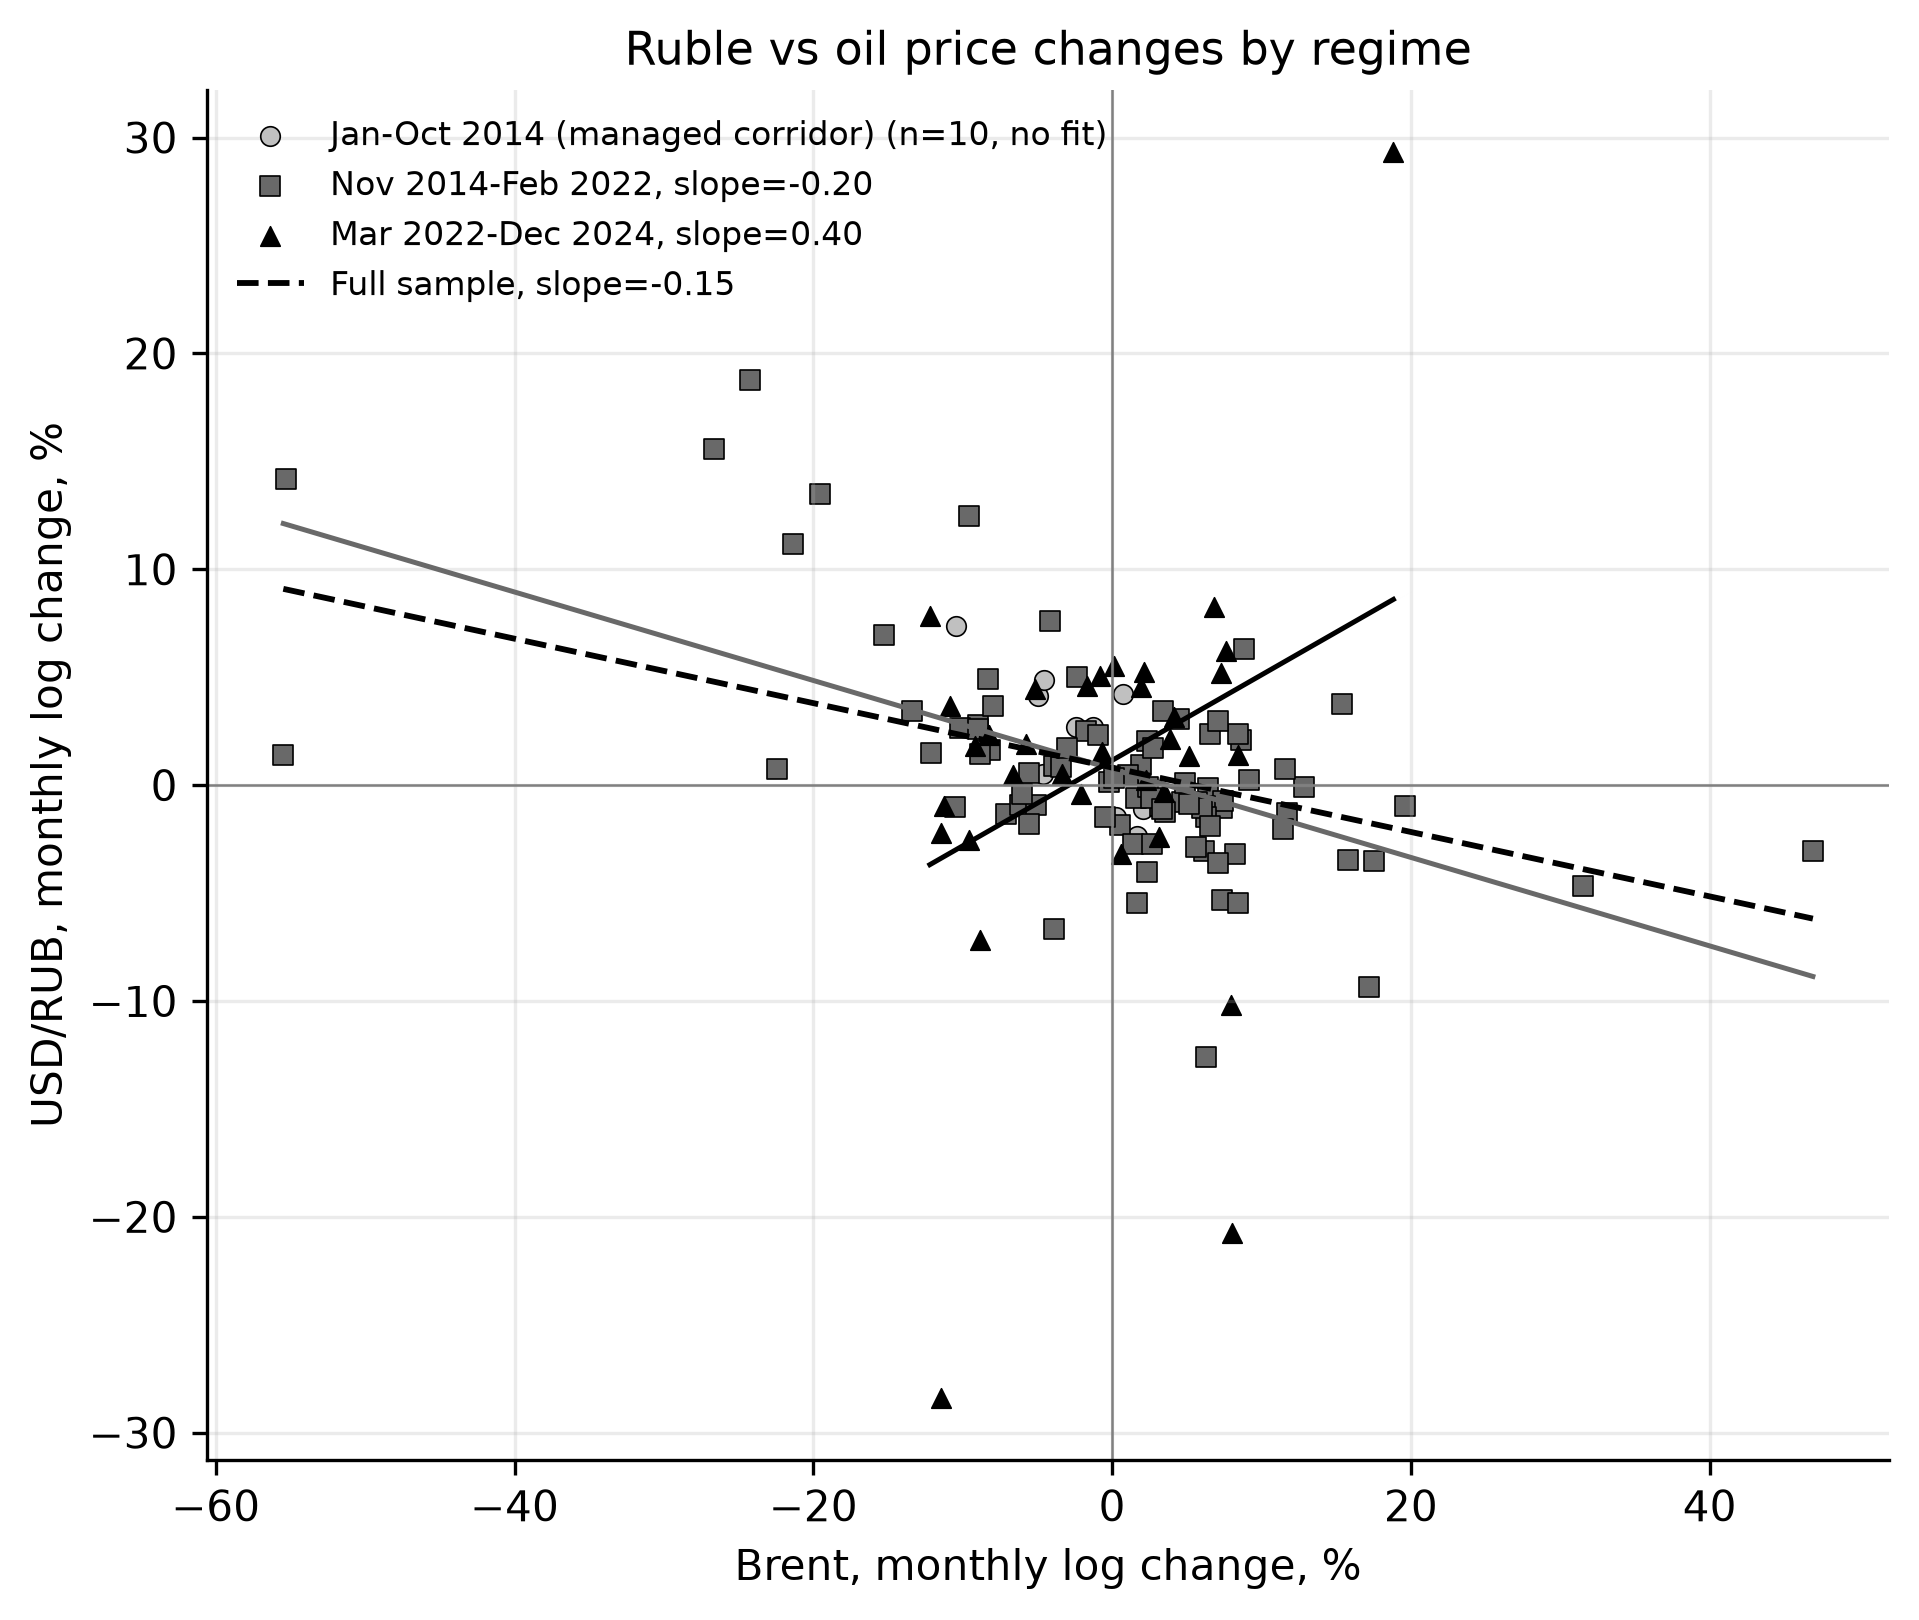 Ruble vs oil price changes by regime
Jan-Oct 2014 (managed corridor) (n=10, no fit)
Nov 2014-Feb 2022, slope=-0.20
Mar 2022-Dec 2024, slope=0.40
Full sample, slope=-0.15
USD/RUB, monthly log change, %
30
20
10
0
−10
−20
−30
−60 −40 −20 0 20 40
Brent, monthly log change, %